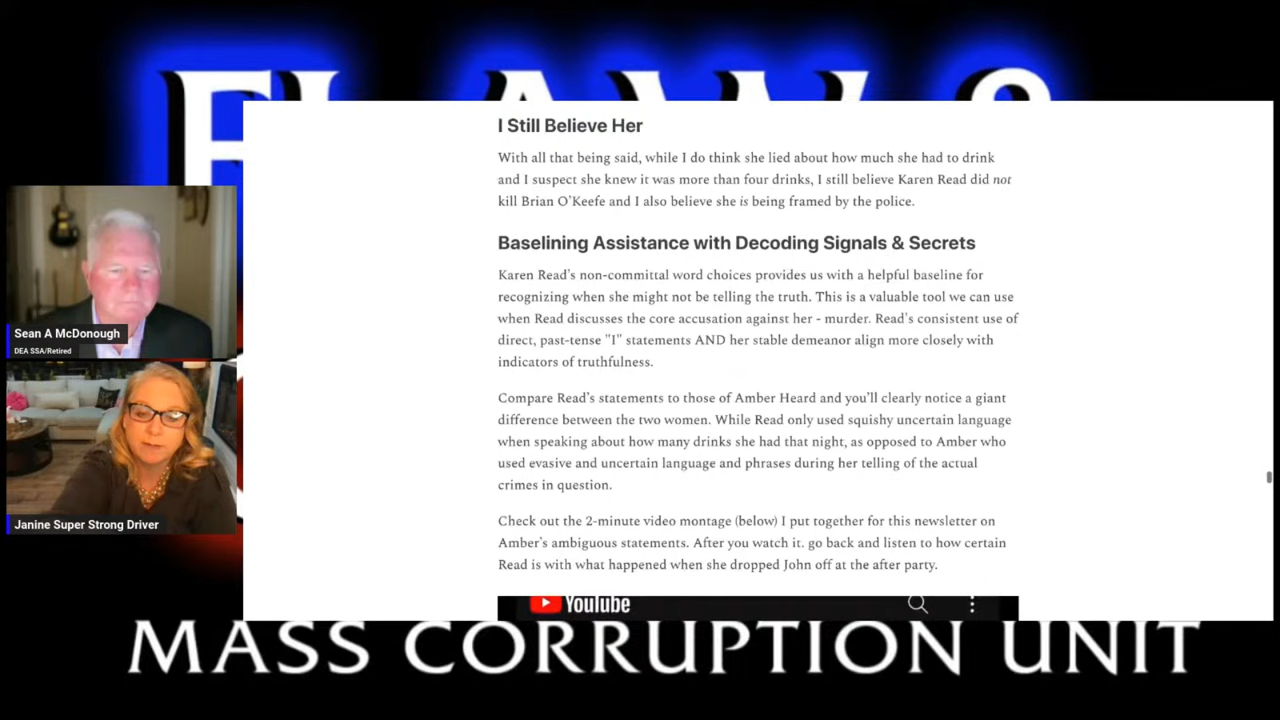 I Still Believe Her
With all that being said, while I do think she lied about how much she had to drink
and I suspect she knew it was more than four drinks, I still believe Karen Read did not
kill Brian O'Keefe and I also believe she is being framed by the police.
Baselining Assistance with Decoding Signals & Secrets
Karen Read's non-committal word choices provides us with a helpful baseline for
recognizing when she might not be telling the truth. This is a valuable tool we can use
when Read discusses the core accusation against her - murder. Read's consistent use of
direct, past-tense "I" statements AND her stable demeanor align more closely with
indicators of truthfulness.
Compare Read's statements to those of Amber Heard and you'll clearly notice a giant
difference between the two women. While Read only used squishy uncertain language
when speaking about how many drinks she had that night, as opposed to Amber who
used evasive and uncertain language and phrases during her telling of the actual
crimes in question.
Check out the 2-minute video montage (below) I put together for this newsletter on
Amber's ambiguous statements. After you watch it. go back and listen to how certain
Read is with what happened when she dropped John off at the after party.
YouTube
Sean A McDonough
DEA SSA/Retired
Janine Super Strong Driver
MASS CORRUPTION UNIT